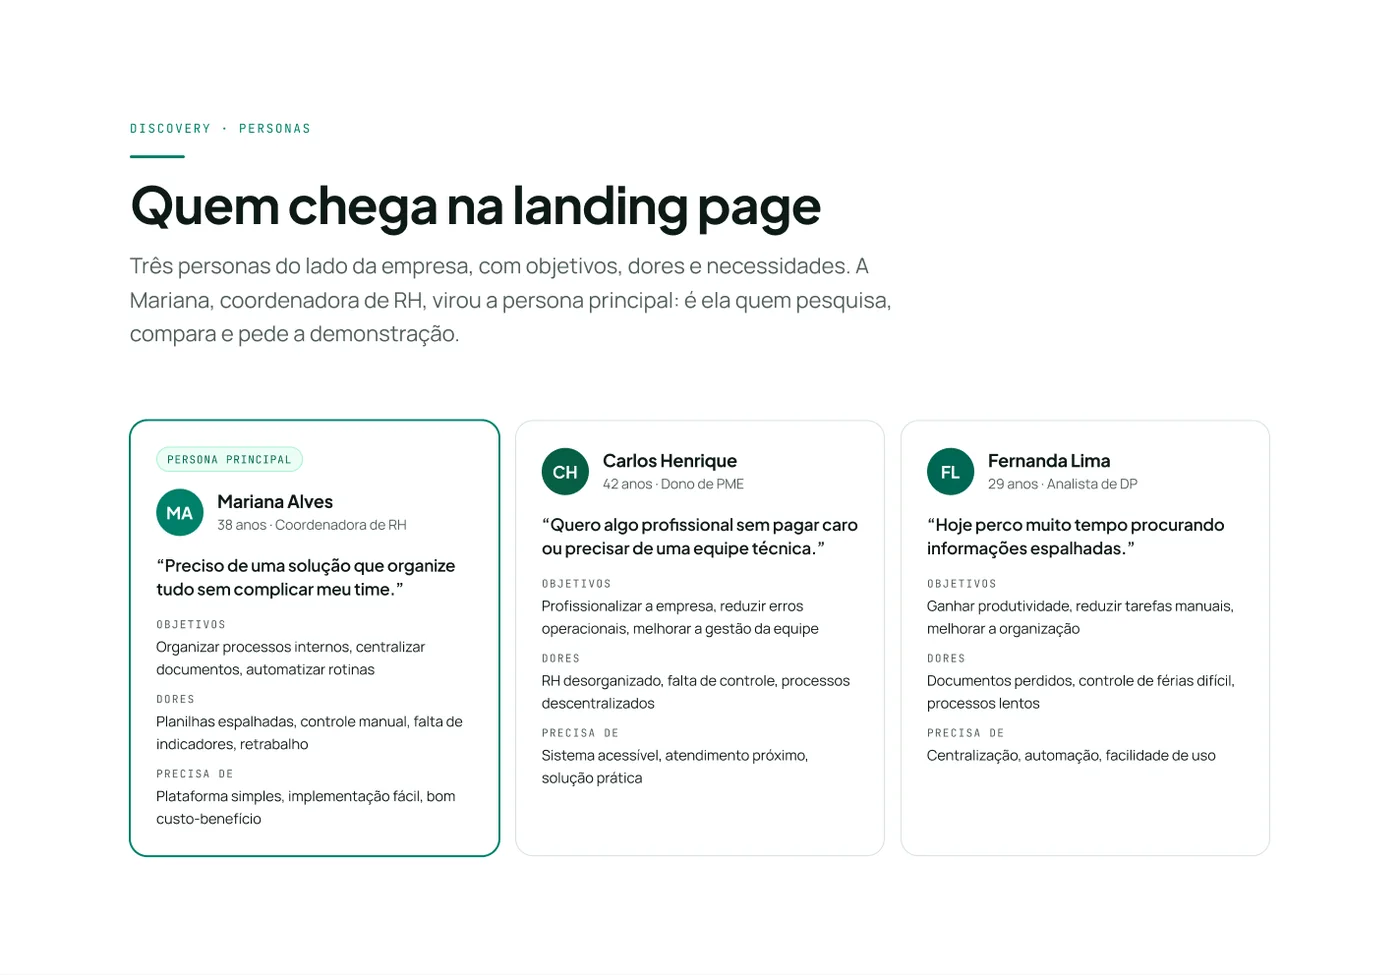 DISCOVERY · PERSONAS
Quem chega na landing page
Três personas do lado da empresa, com objetivos, dores e necessidades. A
Mariana, coordenadora de RH, virou a persona principal: é ela quem pesquisa,
compara e pede a demonstração.
PERSONA PRINCIPAL
MA
Mariana Alves
38 anos · Coordenadora de RH
“Preciso de uma solução que organize
tudo sem complicar meu time.”
OBJETIVOS
Organizar processos internos, centralizar
documentos, automatizar rotinas
DORES
Planilhas espalhadas, controle manual, falta de
indicadores, retrabalho
PRECISA DE
Plataforma simples, implementação fácil, bom
custo-benefício
CH
Carlos Henrique
42 anos · Dono de PME
“Quero algo profissional sem pagar caro
ou precisar de uma equipe técnica.”
OBJETIVOS
Profissionalizar a empresa, reduzir erros
operacionais, melhorar a gestão da equipe
DORES
RH desorganizado, falta de controle, processos
descentralizados
PRECISA DE
Sistema acessível, atendimento próximo,
solução prática
FL
Fernanda Lima
29 anos · Analista de DP
“Hoje perco muito tempo procurando
informações espalhadas.”
OBJETIVOS
Ganhar produtividade, reduzir tarefas manuais,
melhorar a organização
DORES
Documentos perdidos, controle de férias difícil,
processos lentos
PRECISA DE
Centralização, automação, facilidade de uso